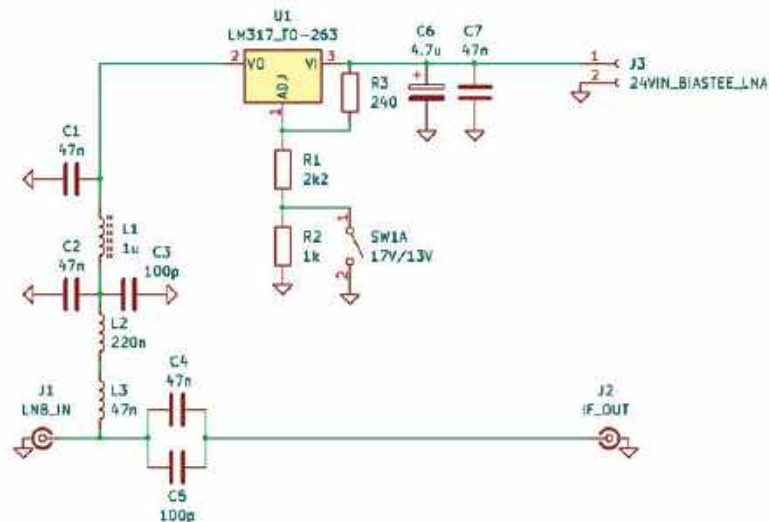 U1
LM317_TO-263
2
VO
VI
3
ADJ
1
R3
240
C6
4.7u
+
C7
47n
1
2
J3
24VIN_BIASTEE_LNA
C1
47n
R1
2k2
L1
1u
C2
47n
C3
100p
R2
1k
1
2
SW1A
17V/13V
L2
220n
L3
47n
C4
47n
J1
LNB_IN
J2
IF_OUT
C5
100p